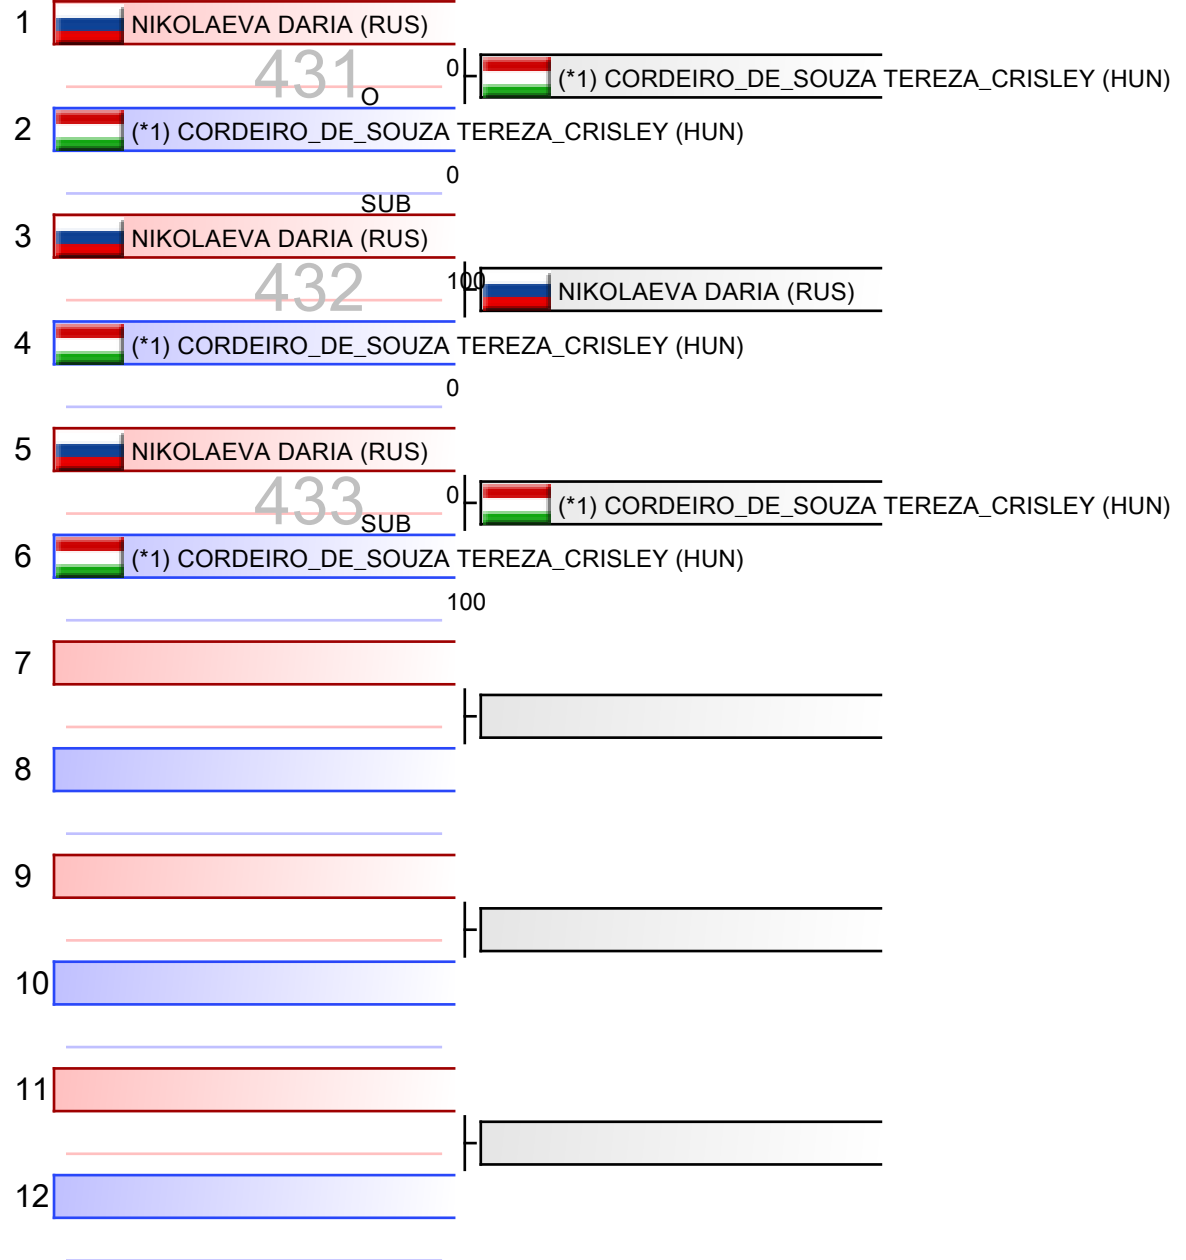 1 NIKOLAEVA DARIA (RUS)
431 O 0 (*1) CORDEIRO_DE_SOUZA TEREZA_CRISLEY (HUN)
2 (*1) CORDEIRO_DE_SOUZA TEREZA_CRISLEY (HUN)
0
SUB
3 NIKOLAEVA DARIA (RUS)
432 100 NIKOLAEVA DARIA (RUS)
4 (*1) CORDEIRO_DE_SOUZA TEREZA_CRISLEY (HUN)
0
5 NIKOLAEVA DARIA (RUS)
433 SUB 0 (*1) CORDEIRO_DE_SOUZA TEREZA_CRISLEY (HUN)
6 (*1) CORDEIRO_DE_SOUZA TEREZA_CRISLEY (HUN)
100
7
8
9
10
11
12